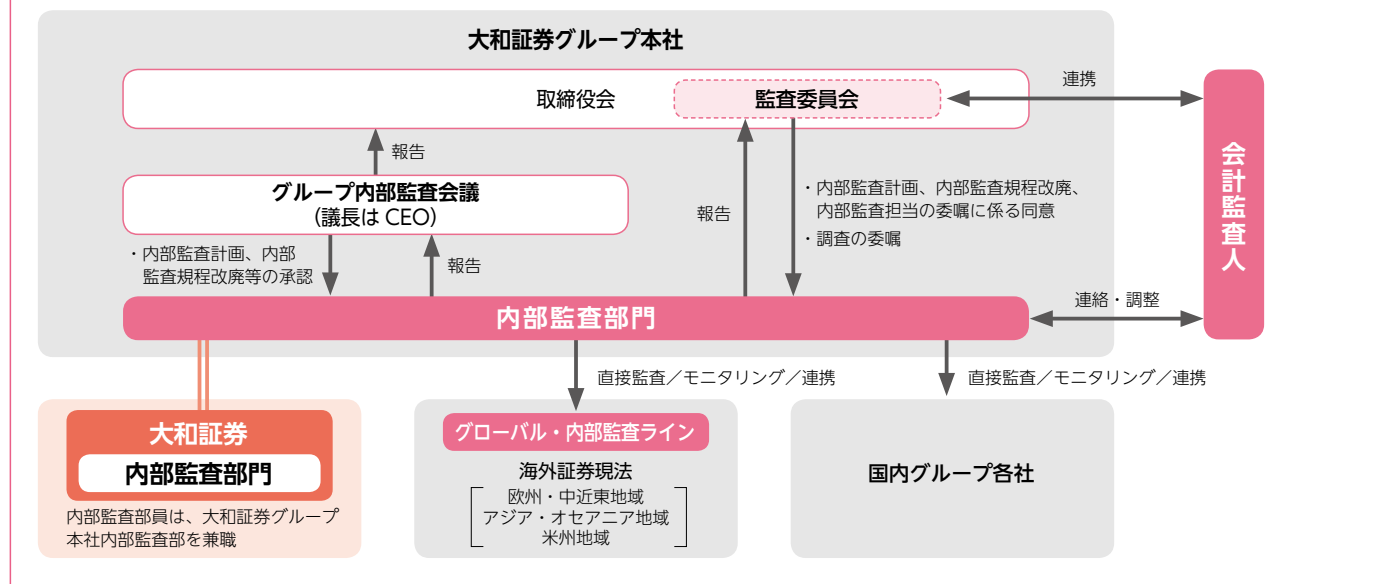 大和証券グループ本社
取締役会
監査委員会
連携
報告
グループ内部監査会議
(議長は CEO)
・内部監査計画、内部
監査規程改廃等の承認
報告
報告
・内部監査計画、内部監査規程改廃、
内部監査担当の委嘱に係る同意
・調査の委嘱
会計監査人
内部監査部門
連絡・調整
直接監査／モニタリング／連携
直接監査／モニタリング／連携
大和証券
内部監査部門
内部監査部員は、大和証券グループ
本社内部監査部を兼職
グローバル・内部監査ライン
海外証券現法
欧州・中近東地域
アジア・オセアニア地域
米州地域
国内グループ各社